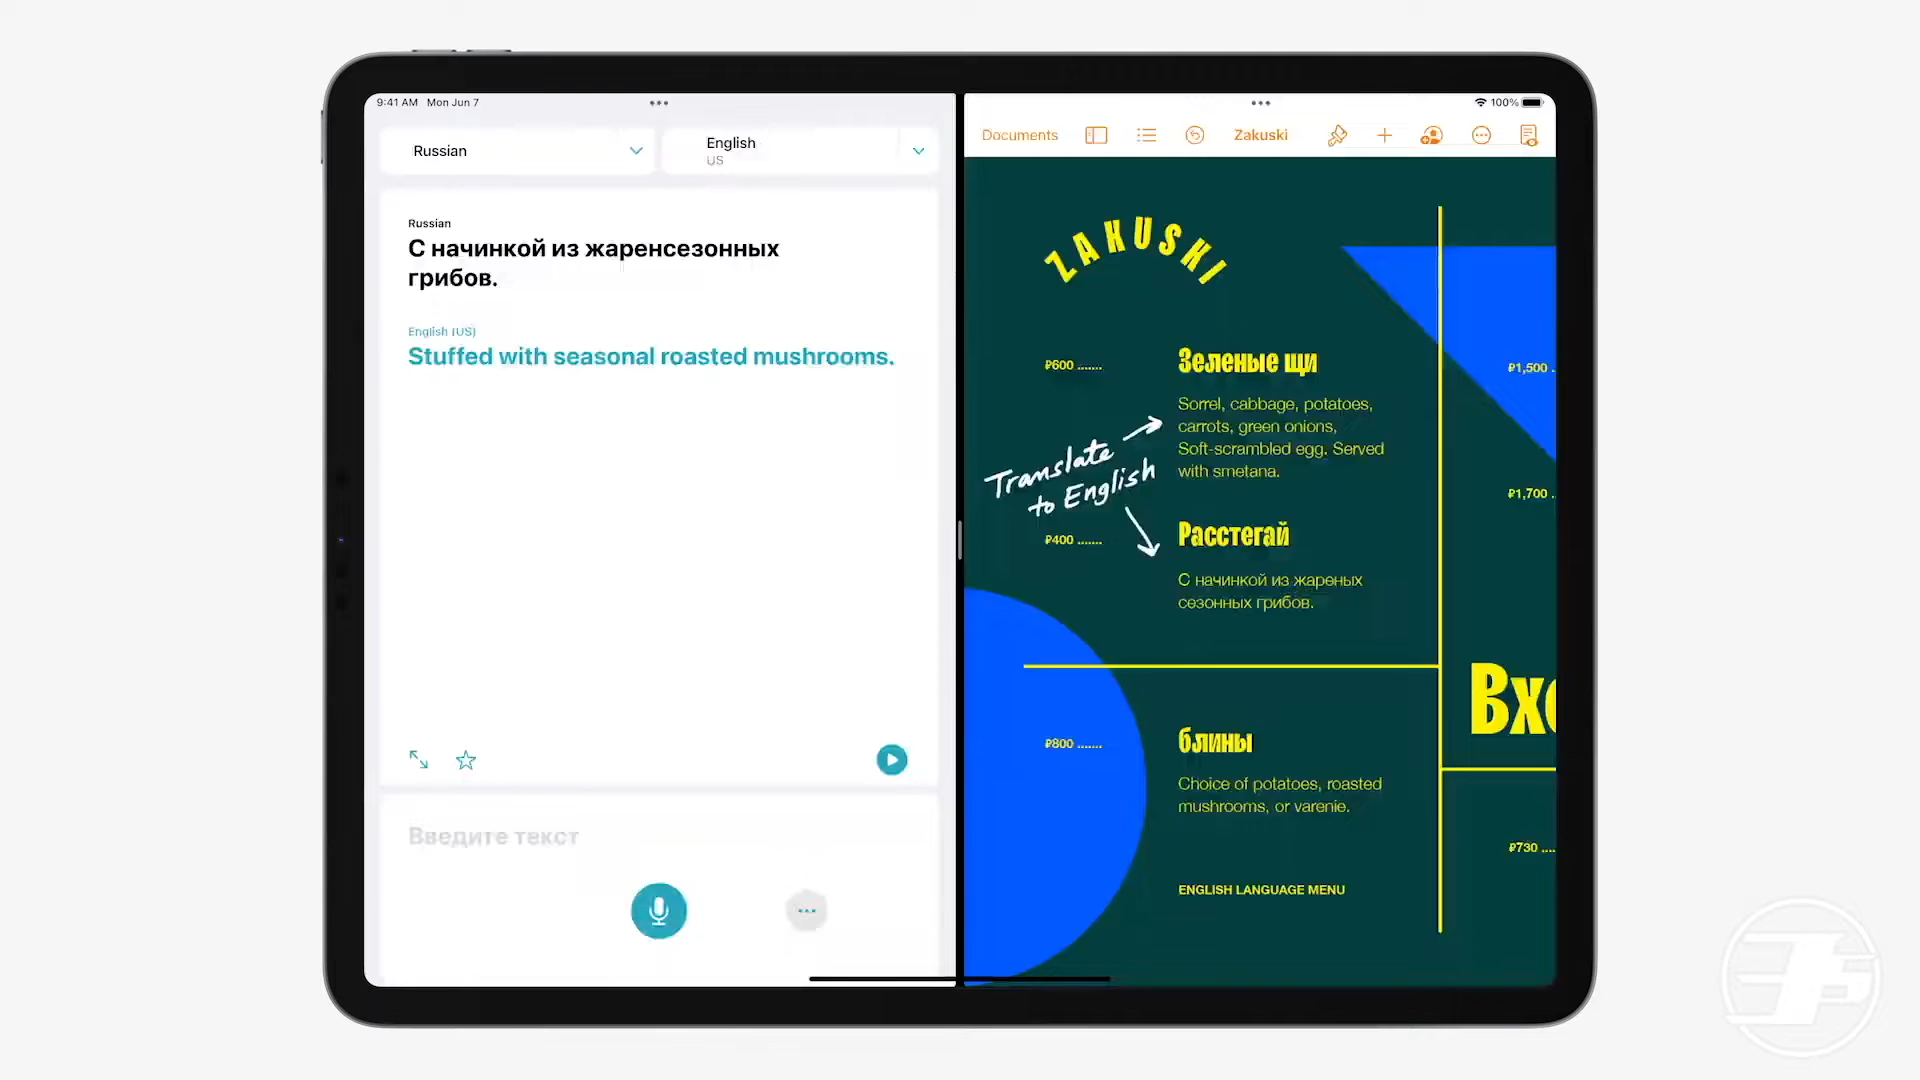 9:41 AM Mon Jun 7
Russian
English
US
Russian
С начинкой из жаренсезонных
грибов.
English (US)
Stuffed with seasonal roasted mushrooms.
Введите текст
100%
Documents
Zakuski
ZAKUSKI
₽600 .......
Зеленые щи
Sorrel, cabbage, potatoes,
carrots, green onions,
Soft-scrambled egg. Served
with smetana.
Translate
to English
₽400 .......
Расстегай
С начинкой из жареных
сезонных грибов.
₽800 .......
блины
Choice of potatoes, roasted
mushrooms, or varenie.
ENGLISH LANGUAGE MENU
₽1,500 .
₽1,700 ..
Вхо
₽730 ....